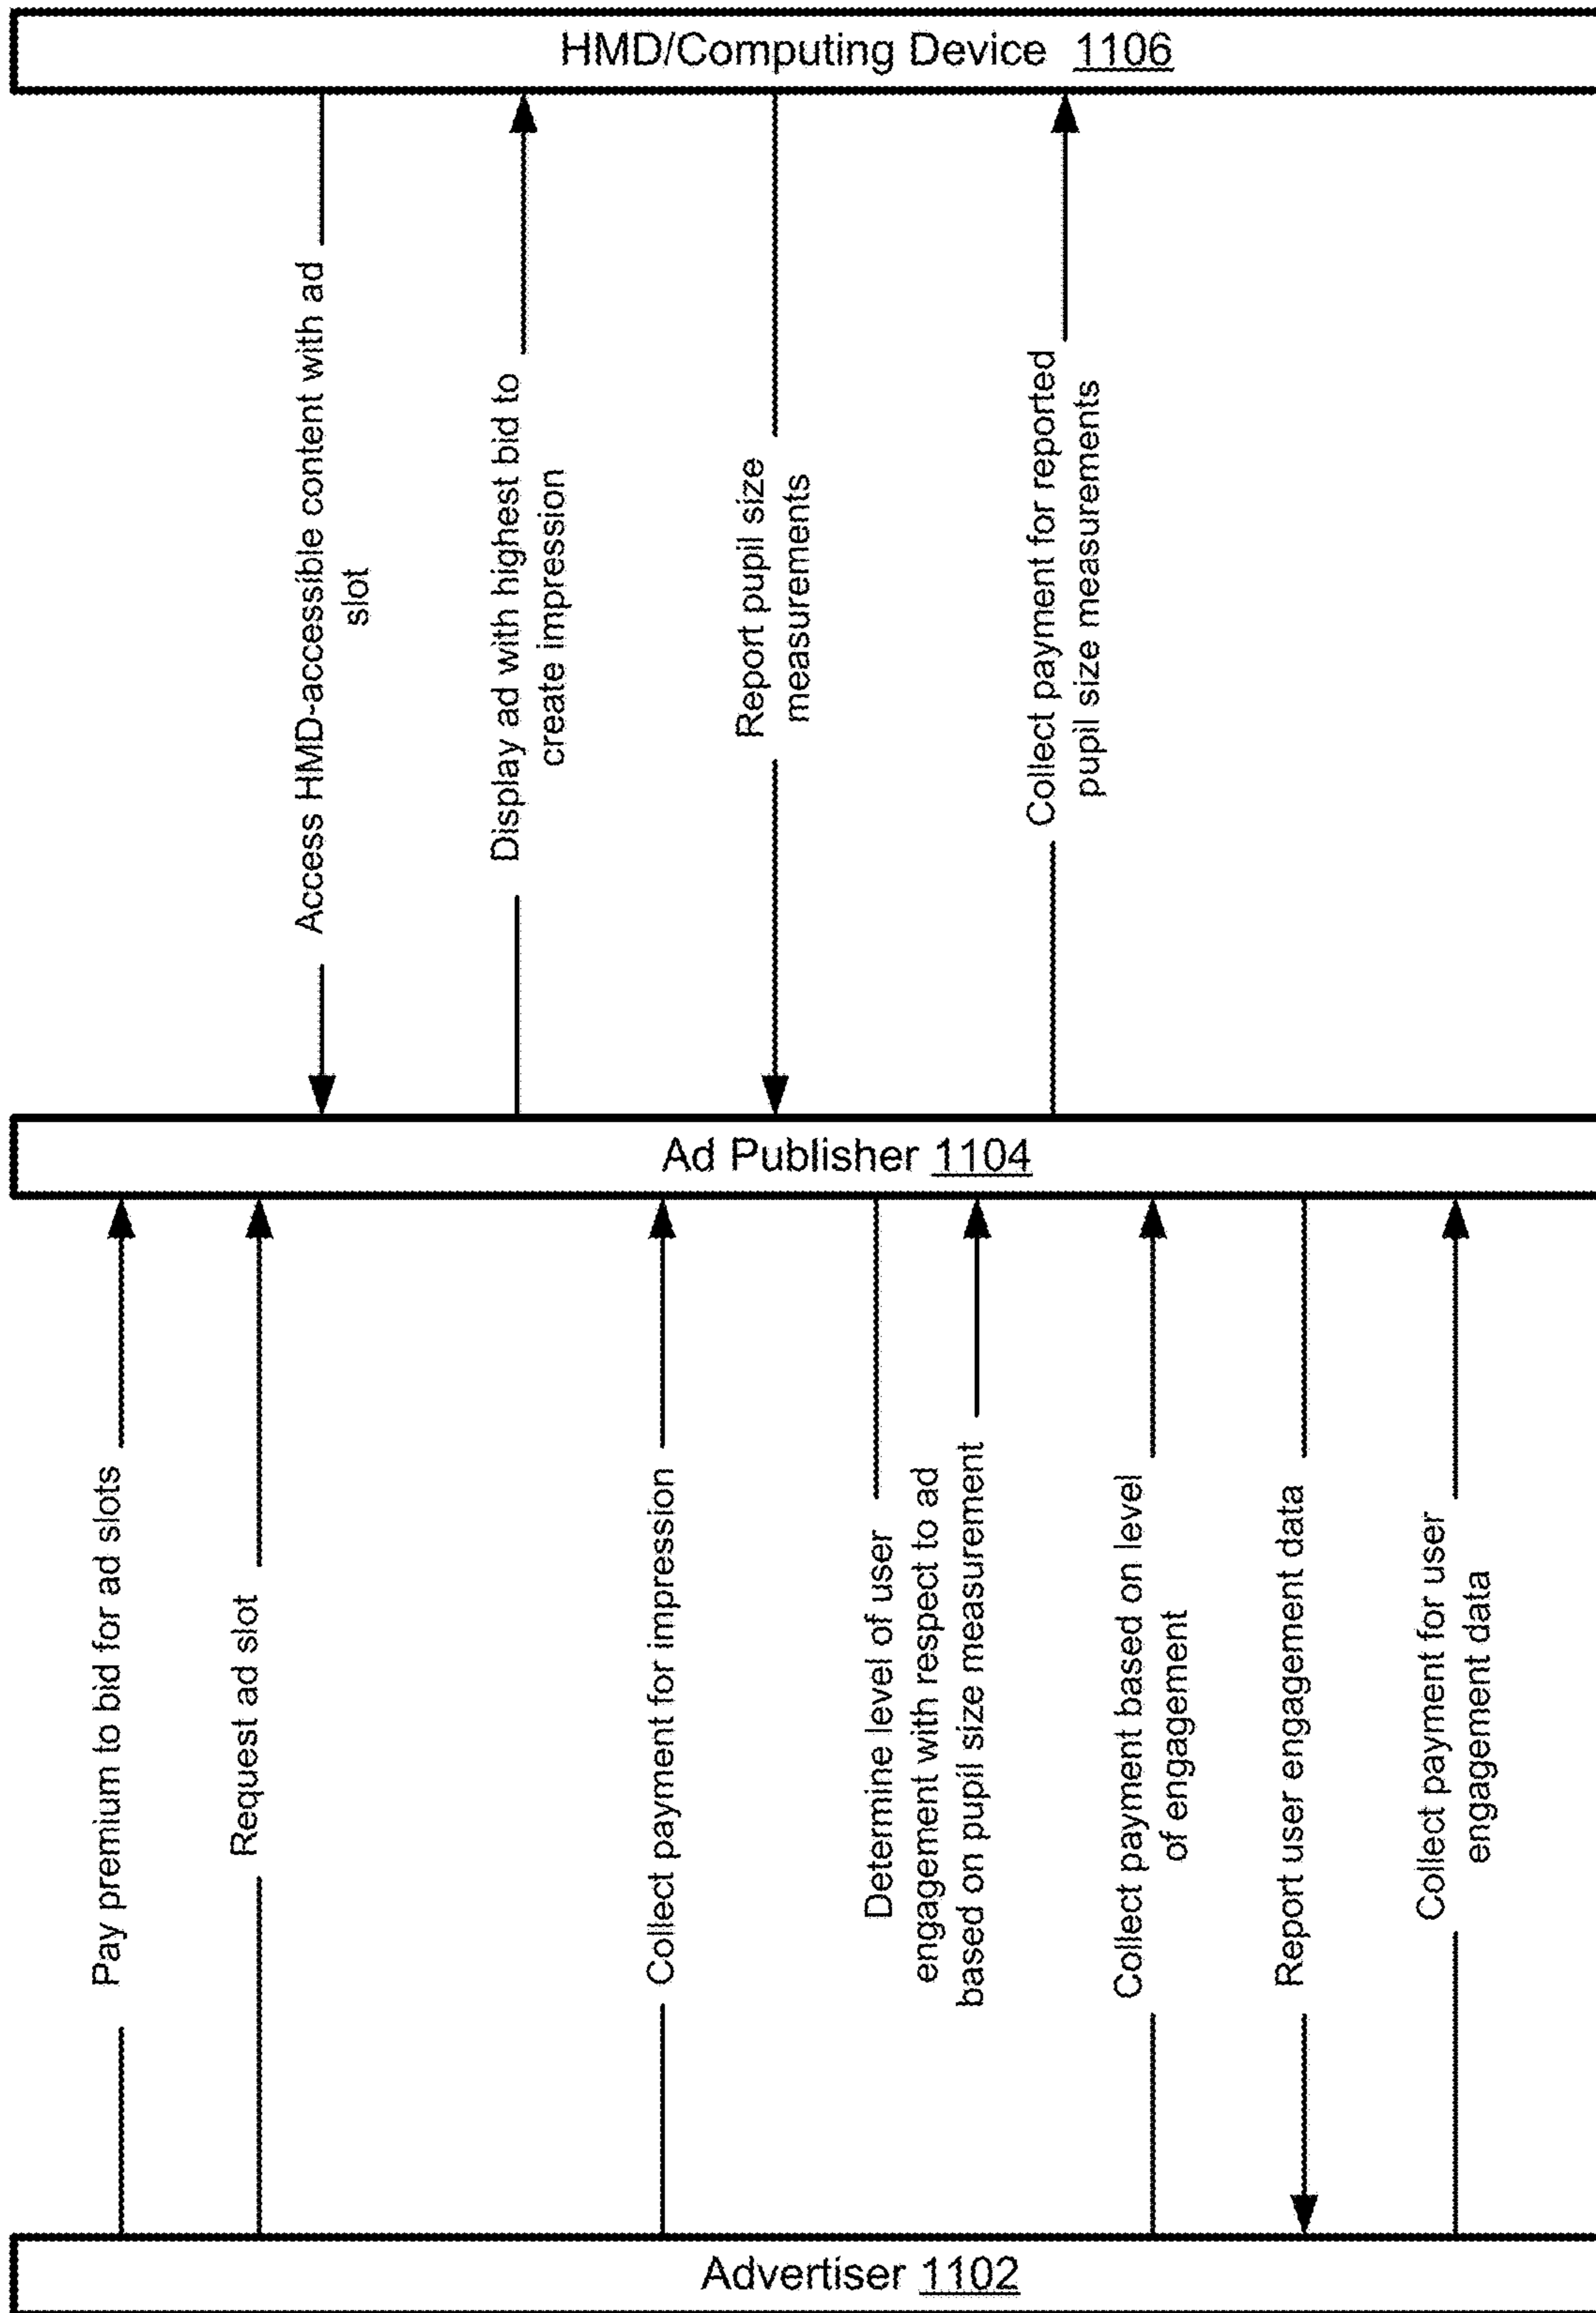 HMD/Computing Device 1106
Access HMD-accessible content with ad
slot
Display ad with highest bid to
create impression
Report pupil size
measurements
Collect payment for reported
pupil size measurements
Ad Publisher 1104
Pay premium to bid for ad slots
Request ad slot
Collect payment for impression
Determine level of user
engagement with respect to ad
based on pupil size measurement
Collect payment based on level
of engagement
Report user engagement data
Collect payment for user
engagement data
Advertiser 1102